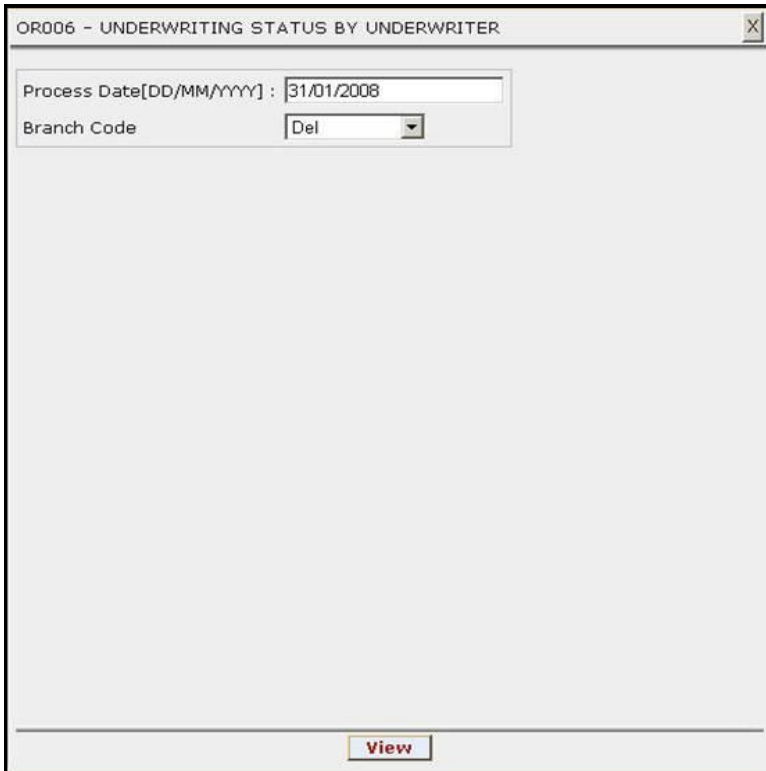 OR006 - UNDERWRITING STATUS BY UNDERWRITER X
Process Date[DD/MM/YYYY] : 31/01/2008
Branch Code Del
View